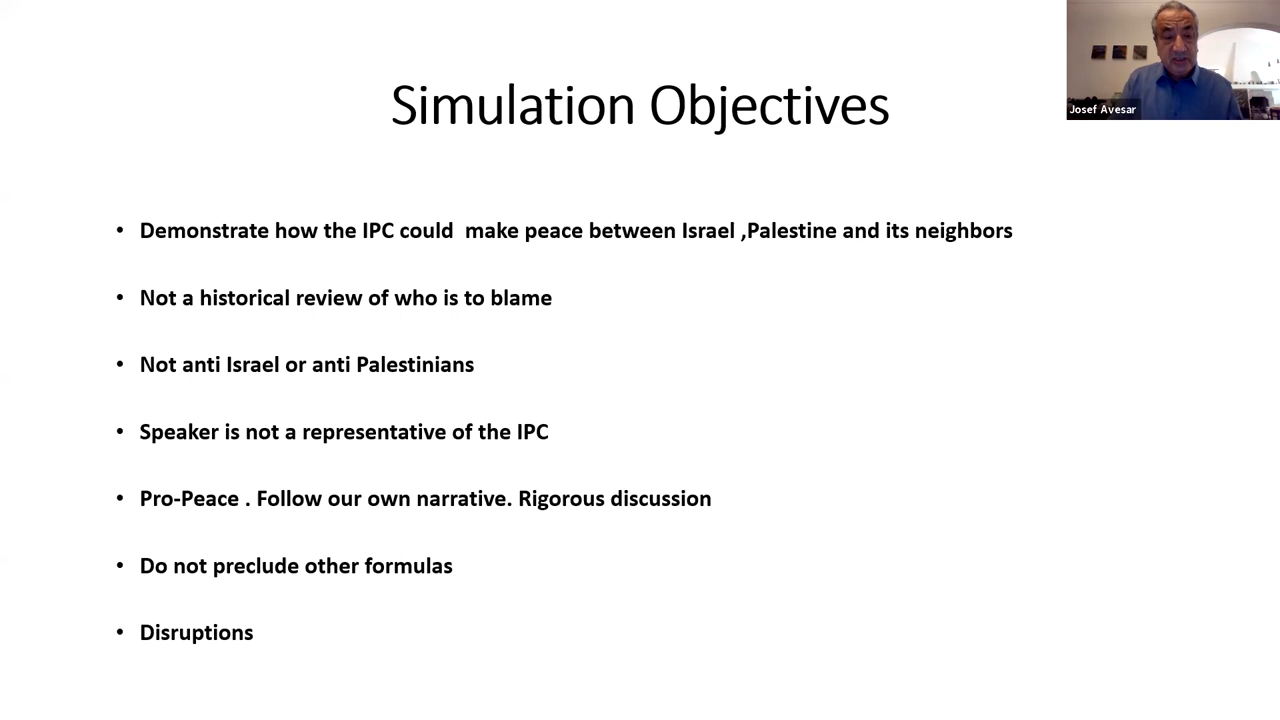 Josef Avesar
Simulation Objectives
• Demonstrate how the IPC could  make peace between Israel ,Palestine and its neighbors
• Not a historical review of who is to blame
• Not anti Israel or anti Palestinians
• Speaker is not a representative of the IPC
• Pro-Peace . Follow our own narrative. Rigorous discussion
• Do not preclude other formulas
• Disruptions